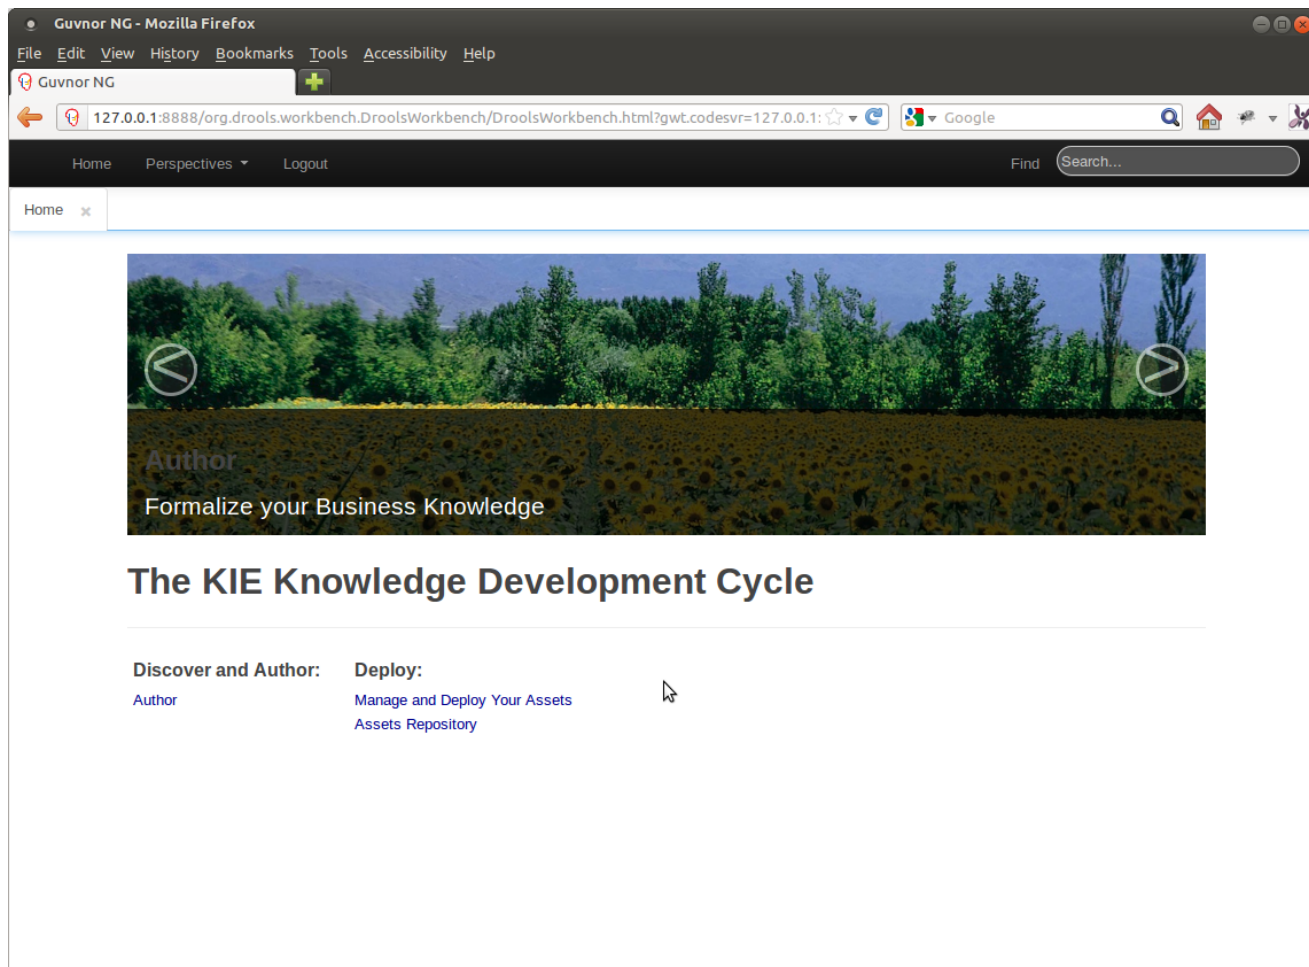 Guvnor NG - Mozilla Firefox
File Edit View History Bookmarks Tools Accessibility Help
Guvnor NG
127.0.0.1:8888/org.drools.workbench.DroolsWorkbench/DroolsWorkbench.html?gwt.codesvr=127.0.0.1: Google
Home Perspectives Logout Find Search...
Home
Author
Formalize your Business Knowledge
The KIE Knowledge Development Cycle
Discover and Author: Deploy:
Author Manage and Deploy Your Assets
Assets Repository